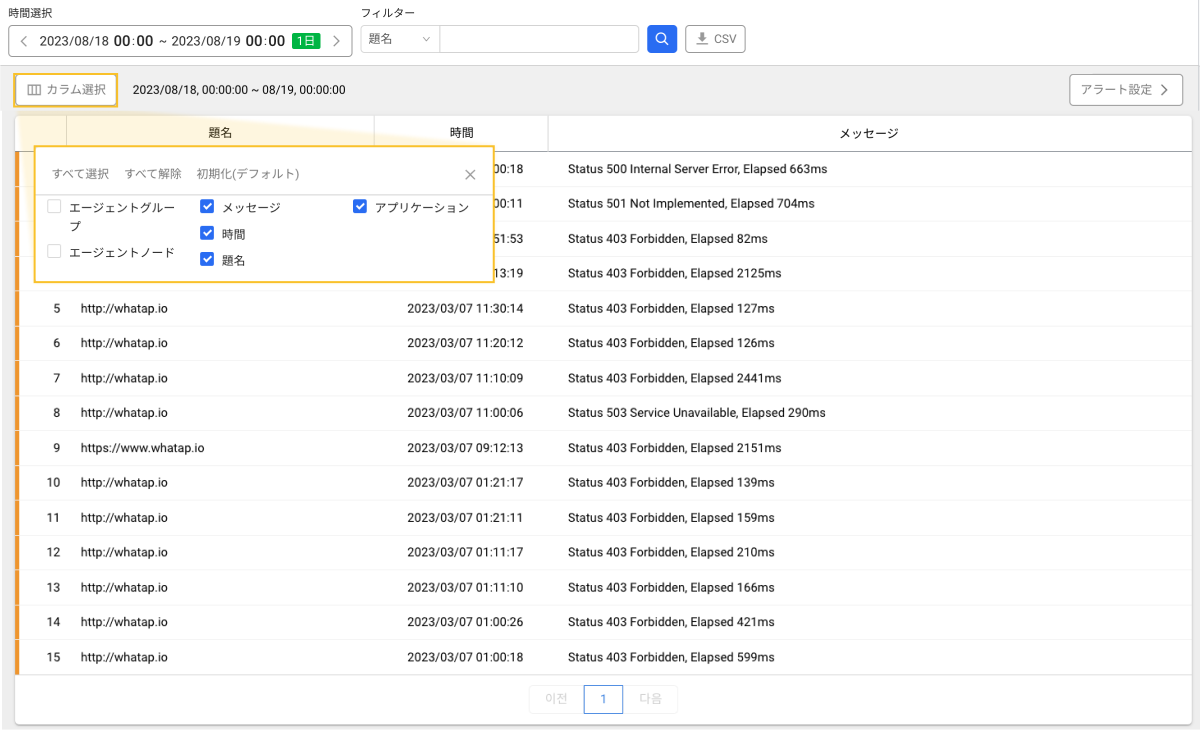 時間選択
フィルター
2023/08/18 00:00 ~ 2023/08/19 00:00 1日
題名
CSV
カラム選択
2023/08/18, 00:00:00 ~ 08/19, 00:00:00
アラート設定
題名 時間 メッセージ
すべて選択 すべて解除 初期化(デフォルト)
エージェントグループ
エージェントノード
メッセージ
時間
題名
アプリケーション
00:18 Status 500 Internal Server Error, Elapsed 663ms
00:11 Status 501 Not Implemented, Elapsed 704ms
51:53 Status 403 Forbidden, Elapsed 82ms
13:19 Status 403 Forbidden, Elapsed 2125ms
5 http://whatap.io 2023/03/07 11:30:14 Status 403 Forbidden, Elapsed 127ms
6 http://whatap.io 2023/03/07 11:20:12 Status 403 Forbidden, Elapsed 126ms
7 http://whatap.io 2023/03/07 11:10:09 Status 403 Forbidden, Elapsed 2441ms
8 http://whatap.io 2023/03/07 11:00:06 Status 503 Service Unavailable, Elapsed 290ms
9 https://www.whatap.io 2023/03/07 09:12:13 Status 403 Forbidden, Elapsed 2151ms
10 http://whatap.io 2023/03/07 01:21:17 Status 403 Forbidden, Elapsed 139ms
11 http://whatap.io 2023/03/07 01:21:11 Status 403 Forbidden, Elapsed 159ms
12 http://whatap.io 2023/03/07 01:11:17 Status 403 Forbidden, Elapsed 210ms
13 http://whatap.io 2023/03/07 01:11:10 Status 403 Forbidden, Elapsed 166ms
14 http://whatap.io 2023/03/07 01:00:26 Status 403 Forbidden, Elapsed 421ms
15 http://whatap.io 2023/03/07 01:00:18 Status 403 Forbidden, Elapsed 599ms
이전 1 다음